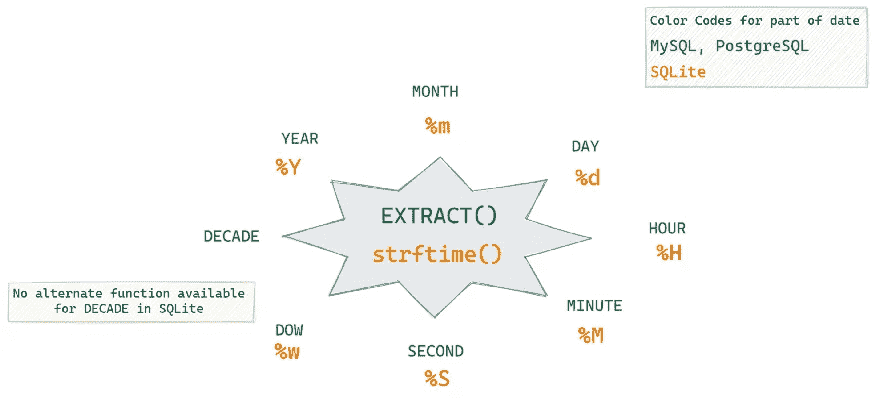 Color Codes for part of date
MySQL, PostgreSQL
SQLite
MONTH
%m
YEAR
%Y
DAY
%d
EXTRACT()
strftime()
DECADE
HOUR
%H
No alternate function available
for DECADE in SQLite
MINUTE
%M
DOW
%w
SECOND
%S